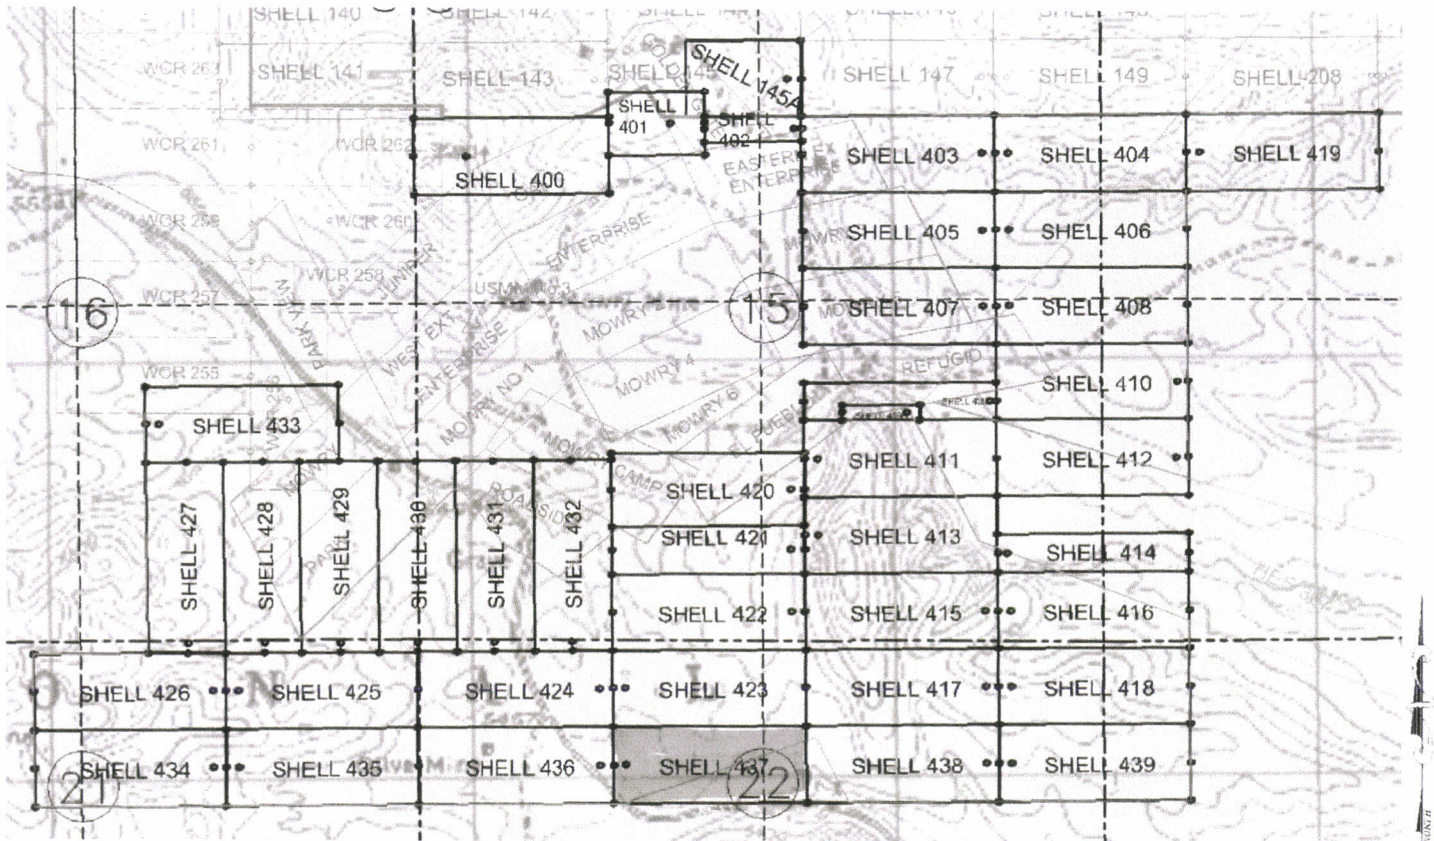 SHELL 140
SHELL 142
SHELL 141
SHELL 143
SHELL 145
SHELL 145A
SHELL 147
SHELL 149
SHELL 208
WCR 263
SHELL 401
SHELL 402
WCR 261
WCR 262
SHELL 400
SHELL 403
SHELL 404
SHELL 419
EASTERN EX
ENTERPRISE
WCR 260
SHELL 405
SHELL 406
ENTERPRISE
JUNIPER
WCR 258
WCR 257
16
15
SHELL 407
SHELL 408
PARK VIEW
WEST EXT
ENTERPRISE
MOWRY 2
MOWRY 4
MOWRY 6
MOWRY NO 1
REFUGIO
WCR 255
SHELL 410
SHELL 433
MOWRY
MOWRY CAMP
EL PUEBLO
SHELL 411
SHELL 412
ROADSIDE
SHELL 420
SHELL 421
SHELL 413
SHELL 414
SHELL 427
SHELL 428
SHELL 429
SHELL 430
SHELL 431
SHELL 432
SHELL 422
SHELL 415
SHELL 416
O N A L
SHELL 426
SHELL 425
SHELL 424
SHELL 423
SHELL 417
SHELL 418
21
SHELL 434
SHELL 435
SHELL 436
SHELL 437
22
SHELL 438
SHELL 439
NORTH